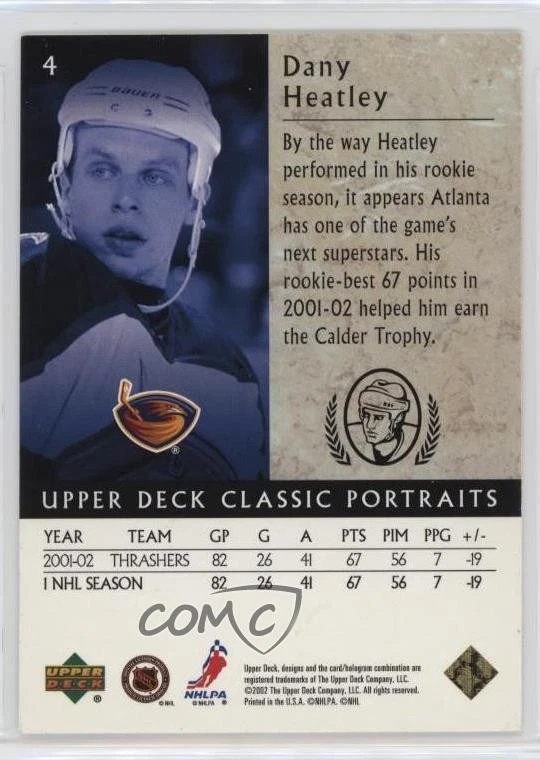 4
BAUER
Dany
Heatley
By the way Heatley
performed in his rookie
season, it appears Atlanta
has one of the game's
next superstars. His
rookie-best 67 points in
2001-02 helped him earn
the Calder Trophy.
®
UPPER DECK CLASSIC PORTRAITS
YEAR TEAM GP G A PTS PIM PPG +/-
2001-02 THRASHERS 82 26 41 67 56 7 -19
1 NHL SEASON 82 26 41 67 56 7 -19
COMC
UPPER
DECK
®
NHL
©NHL
NHLPA
©NHLPA
Upper Deck, designs and the card/hologram combination are
registered trademarks of The Upper Deck Company, LLC.
©2002 The Upper Deck Company, LLC. All rights reserved.
Printed in the U.S.A. ©NHLPA. ©NHL